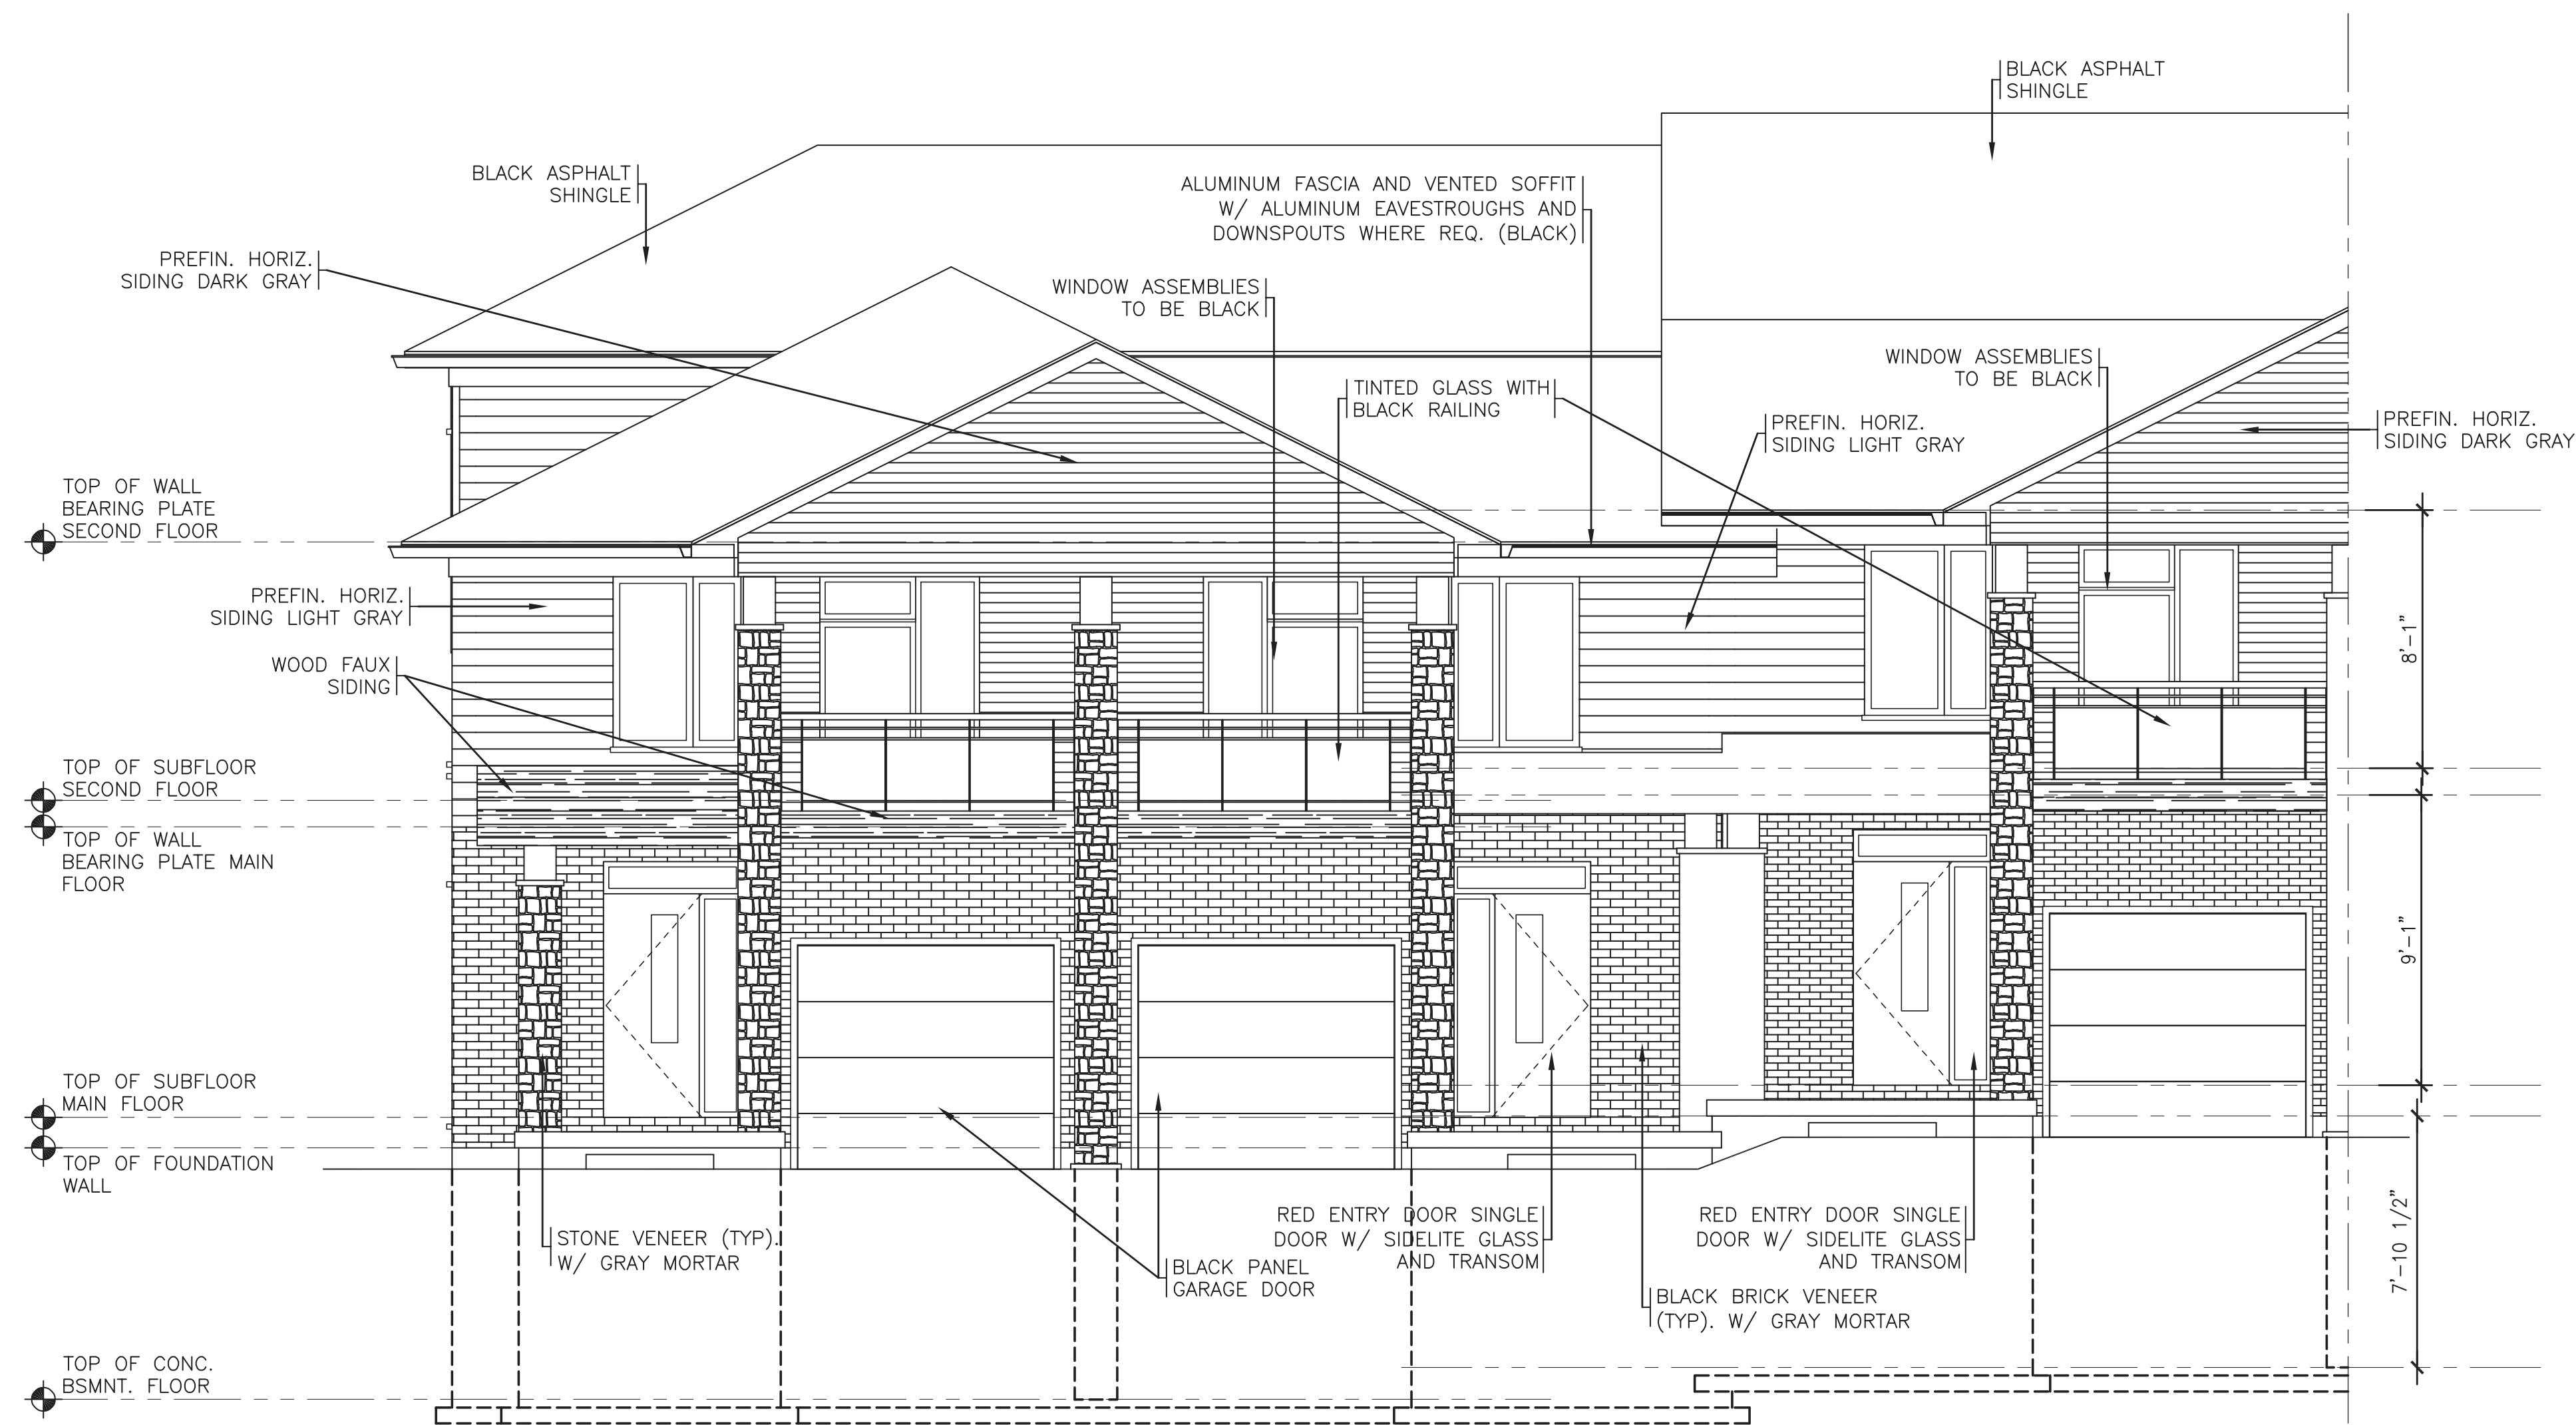 BLACK ASPHALT
SHINGLE
BLACK ASPHALT
SHINGLE
ALUMINUM FASCIA AND VENTED SOFFIT
W/ ALUMINUM EAVESTROUGHS AND
DOWNSPOUTS WHERE REQ. (BLACK)
PREFIN. HORIZ.
SIDING DARK GRAY
WINDOW ASSEMBLIES
TO BE BLACK
WINDOW ASSEMBLIES
TO BE BLACK
TINTED GLASS WITH
BLACK RAILING
PREFIN. HORIZ.
SIDING LIGHT GRAY
PREFIN. HORIZ.
SIDING DARK GRAY
TOP OF WALL
BEARING PLATE
SECOND FLOOR
PREFIN. HORIZ.
SIDING LIGHT GRAY
WOOD FAUX
SIDING
8'-1"
TOP OF SUBFLOOR
SECOND FLOOR
TOP OF WALL
BEARING PLATE MAIN
FLOOR
9'-1"
TOP OF SUBFLOOR
MAIN FLOOR
TOP OF FOUNDATION
WALL
STONE VENEER (TYP).
W/ GRAY MORTAR
BLACK PANEL
GARAGE DOOR
RED ENTRY DOOR SINGLE
DOOR W/ SIDELITE GLASS
AND TRANSOM
RED ENTRY DOOR SINGLE
DOOR W/ SIDELITE GLASS
AND TRANSOM
BLACK BRICK VENEER
(TYP). W/ GRAY MORTAR
7'-10 1/2"
TOP OF CONC.
BSMNT. FLOOR